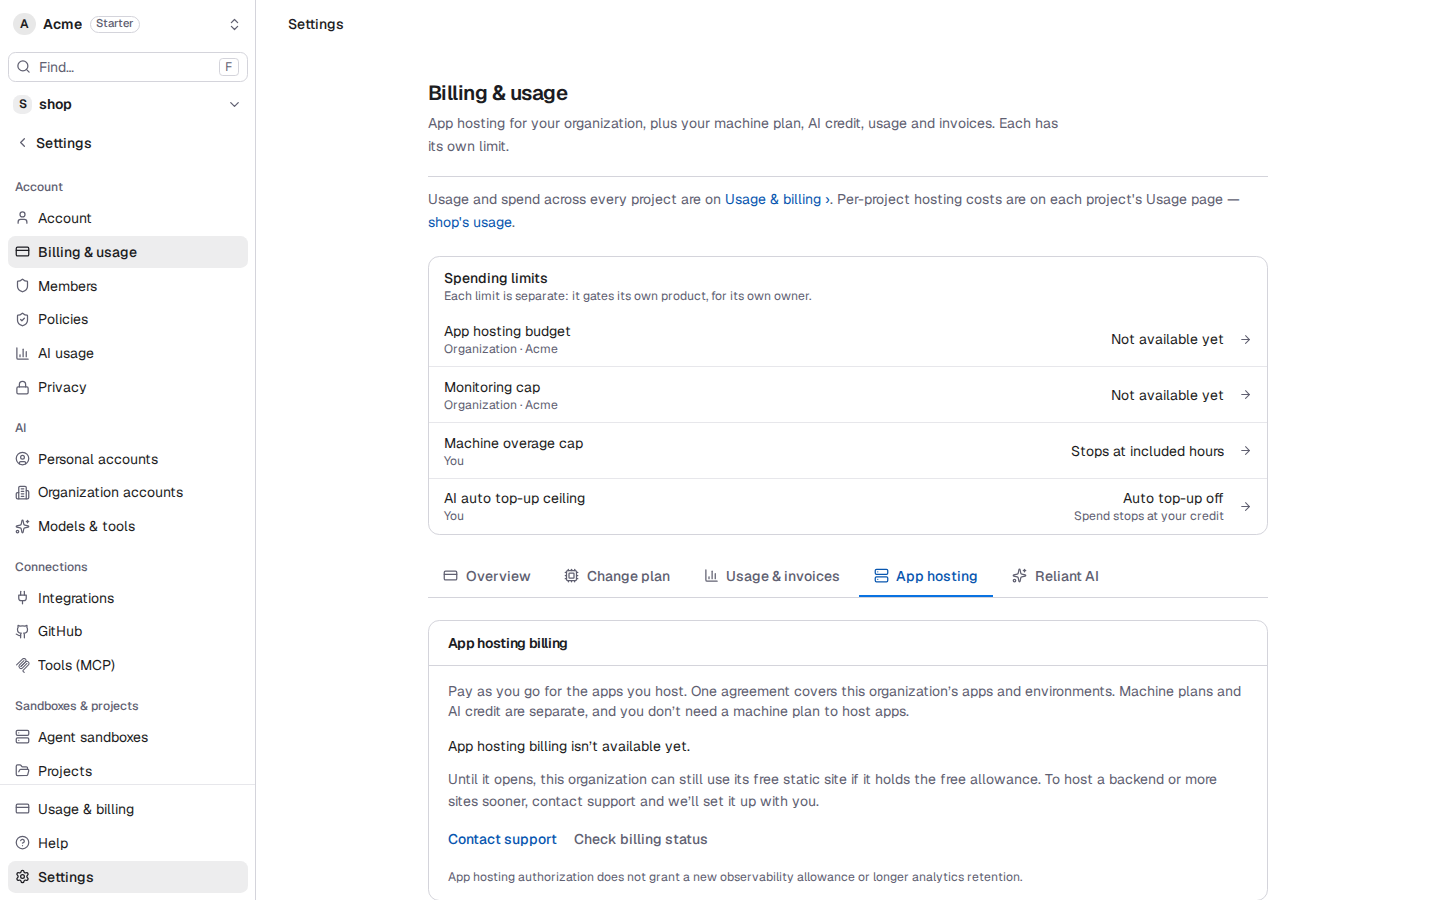 A Acme Starter
Find... F
S shop
Settings
Account
Account
Billing & usage
Members
Policies
AI usage
Privacy
AI
Personal accounts
Organization accounts
Models & tools
Connections
Integrations
GitHub
Tools (MCP)
Sandboxes & projects
Agent sandboxes
Projects
Usage & billing
Help
Settings
Settings
Billing & usage
App hosting for your organization, plus your machine plan, AI credit, usage and invoices. Each has
its own limit.
Usage and spend across every project are on Usage & billing ›. Per-project hosting costs are on each project's Usage page —
shop's usage.
Spending limits
Each limit is separate: it gates its own product, for its own owner.
App hosting budget
Organization · Acme
Not available yet →
Monitoring cap
Organization · Acme
Not available yet →
Machine overage cap
You
Stops at included hours →
AI auto top-up ceiling
You
Auto top-up off
Spend stops at your credit →
Overview Change plan Usage & invoices App hosting Reliant AI
App hosting billing
Pay as you go for the apps you host. One agreement covers this organization’s apps and environments. Machine plans and
AI credit are separate, and you don’t need a machine plan to host apps.
App hosting billing isn’t available yet.
Until it opens, this organization can still use its free static site if it holds the free allowance. To host a backend or more
sites sooner, contact support and we’ll set it up with you.
Contact support Check billing status
App hosting authorization does not grant a new observability allowance or longer analytics retention.